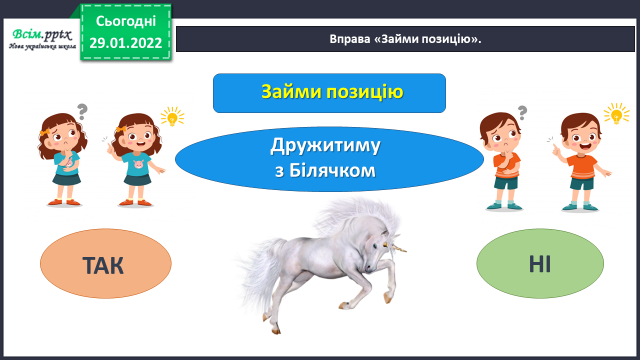 Всім.pptx
Нова українська школа
Сьогодні
29.01.2022
Вправа «Займи позицію».
Займи позицію
Дружитиму
з Білячком
ТАК
НІ